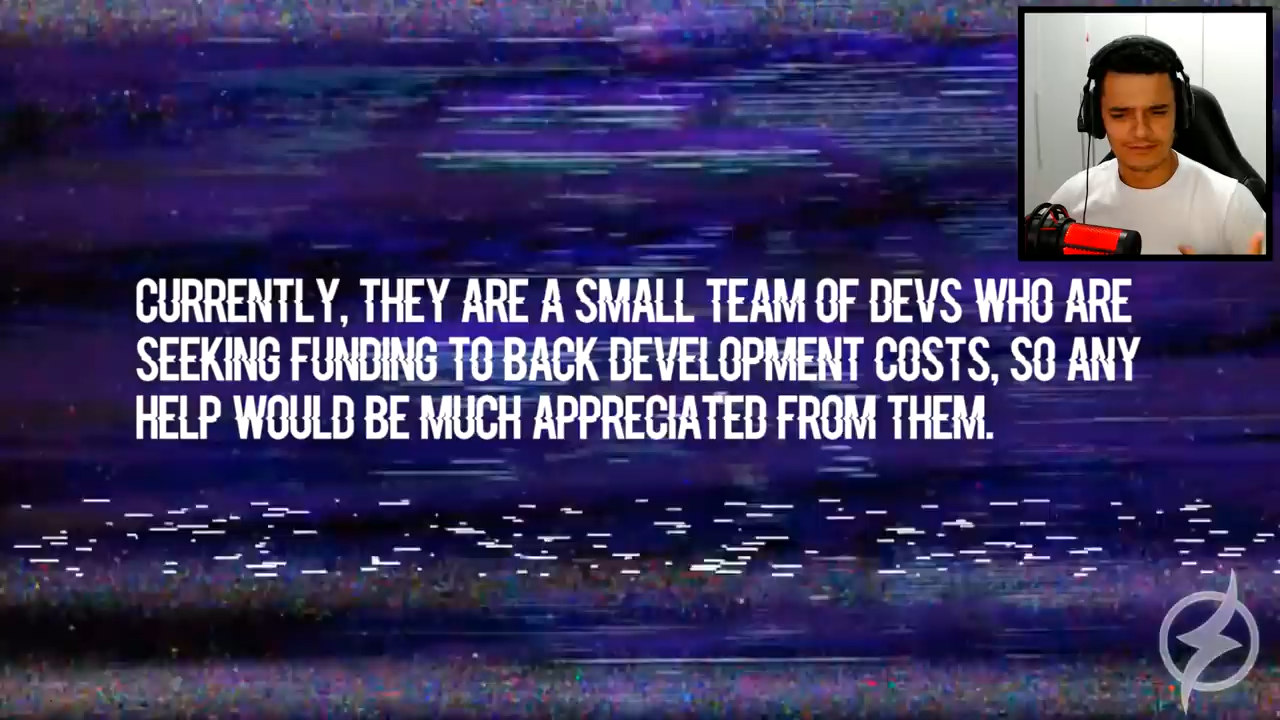 CURRENTLY, THEY ARE A SMALL TEAM OF DEVS WHO ARE
SEEKING FUNDING TO BACK DEVELOPMENT COSTS, SO ANY
HELP WOULD BE MUCH APPRECIATED FROM THEM.